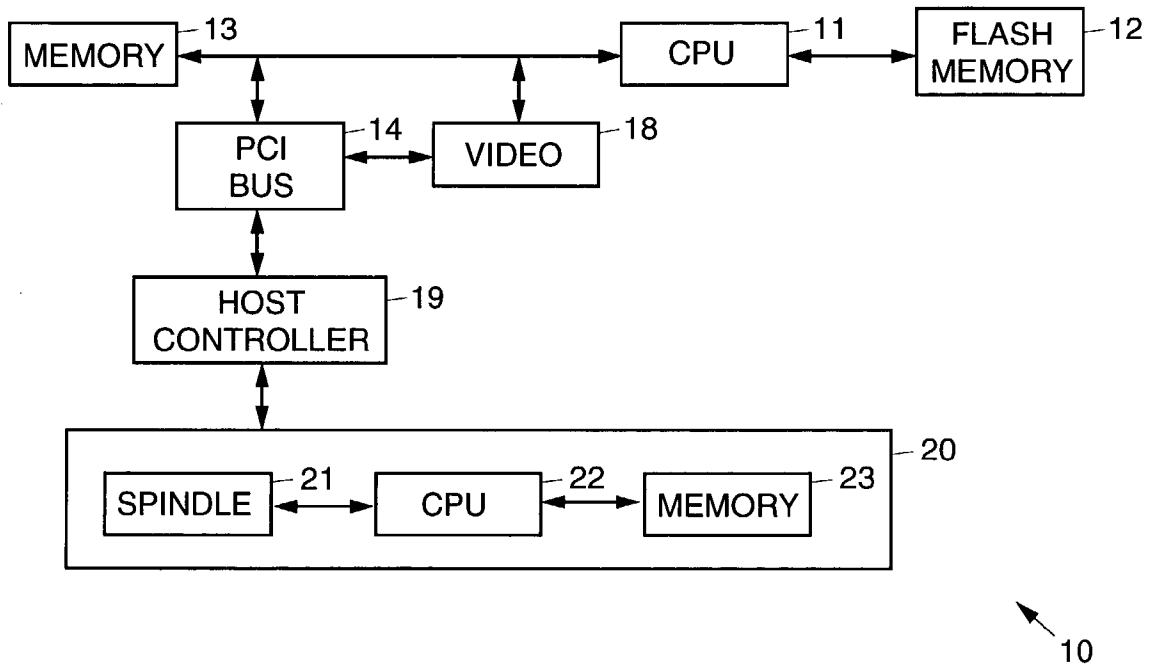 MEMORY 13
CPU 11
FLASH 12
MEMORY
PCI 14
BUS
VIDEO 18
HOST 19
CONTROLLER
20
SPINDLE 21
CPU 22
MEMORY 23
10